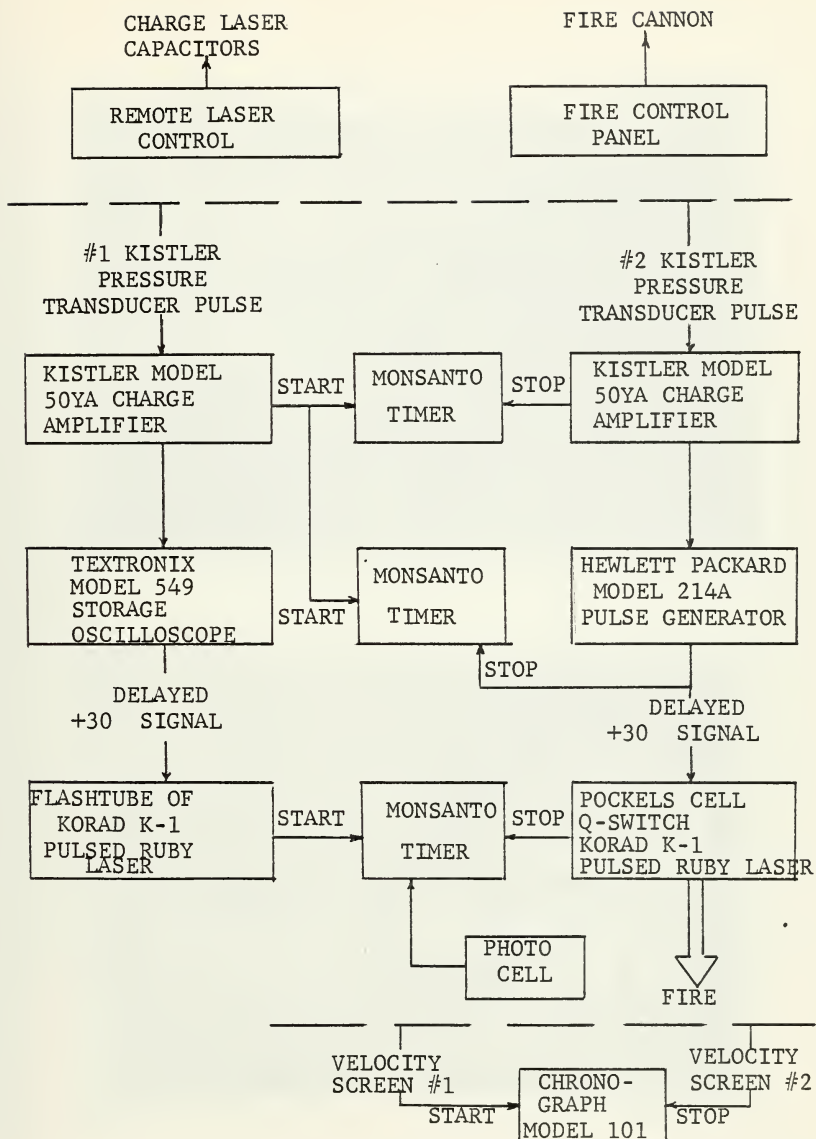 CHARGE LASER
CAPACITORS
FIRE CANNON
REMOTE LASER
CONTROL
FIRE CONTROL
PANEL
#1 KISTLER
PRESSURE
TRANSDUCER PULSE
#2 KISTLER
PRESSURE
TRANSDUCER PULSE
KISTLER MODEL
50YA CHARGE
AMPLIFIER
START
MONSANTO
TIMER
STOP
KISTLER MODEL
50YA CHARGE
AMPLIFIER
TEXTRONIX
MODEL 549
STORAGE
OSCILLOSCOPE
START
MONSANTO
TIMER
STOP
HEWLETT PACKARD
MODEL 214A
PULSE GENERATOR
DELAYED
+30 SIGNAL
DELAYED
+30 SIGNAL
FLASHTUBE OF
KORAD K-1
PULSED RUBY
LASER
START
MONSANTO
TIMER
STOP
POCKELS CELL
Q-SWITCH
KORAD K-1
PULSED RUBY LASER
PHOTO
CELL
FIRE
VELOCITY
SCREEN #1
START
CHRONO-
GRAPH
MODEL 101
STOP
VELOCITY
SCREEN #2